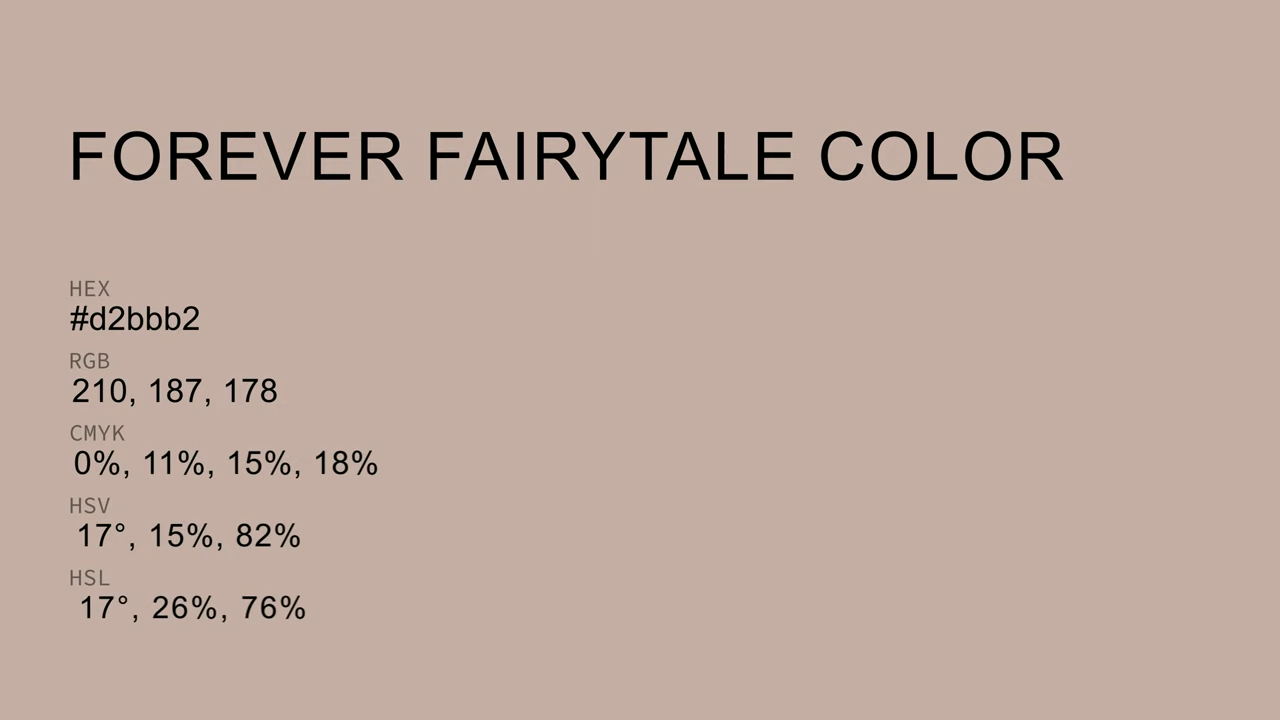 FOREVER FAIRYTALE COLOR
HEX
#d2bbb2
RGB
210, 187, 178
CMYK
0%, 11%, 15%, 18%
HSV
17°, 15%, 82%
HSL
17°, 26%, 76%